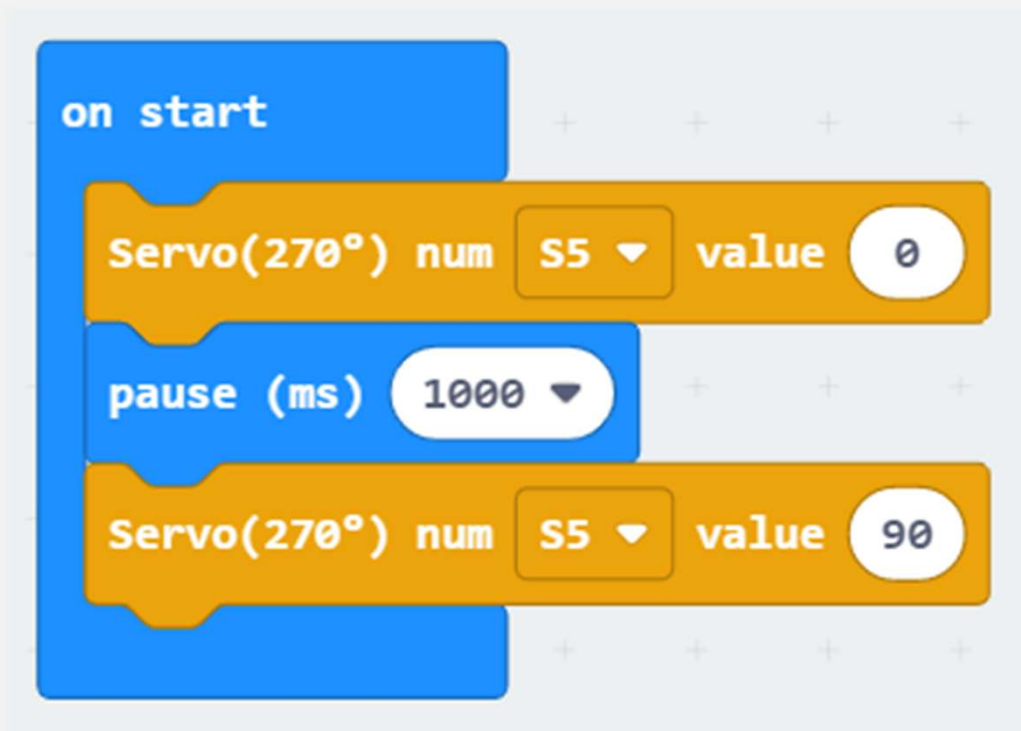 on start
Servo(270°) num S5 value 0
pause (ms) 1000
Servo(270°) num S5 value 90